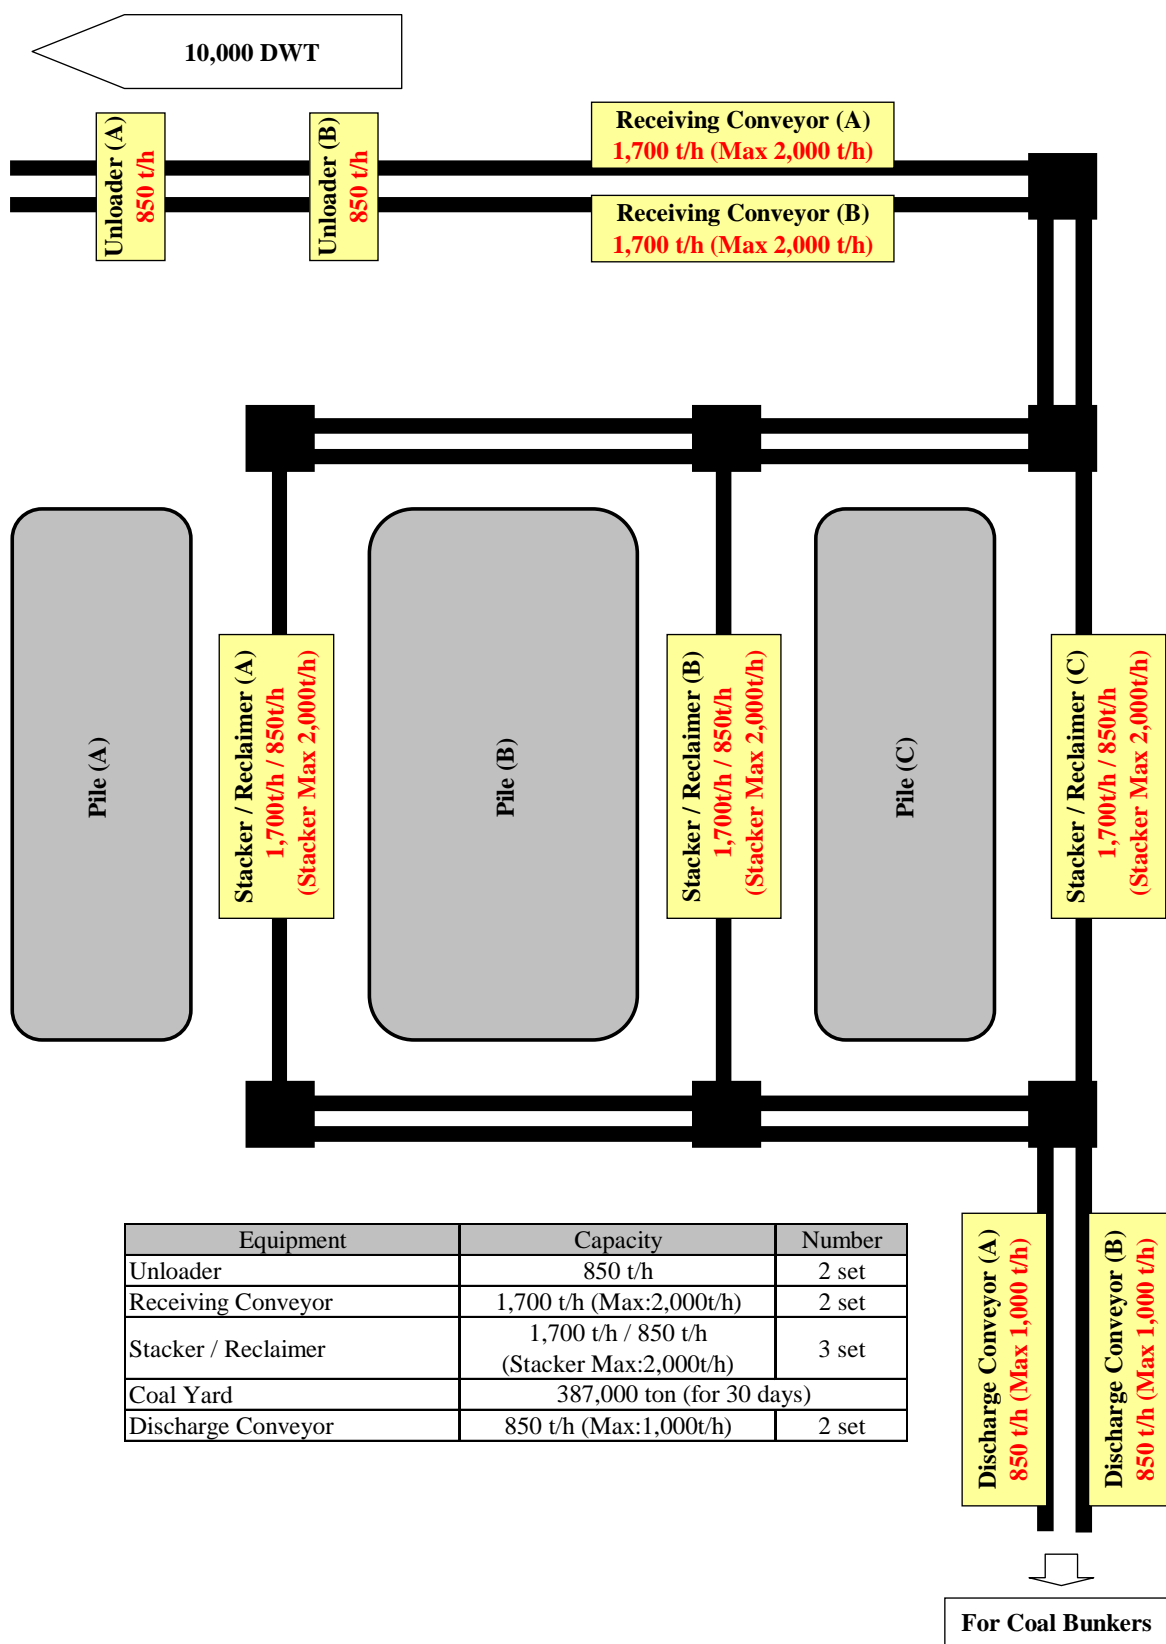 10,000 DWT
Unloader (A)
850 t/h
Unloader (B)
850 t/h
Receiving Conveyor (A)
1,700 t/h (Max 2,000 t/h)
Receiving Conveyor (B)
1,700 t/h (Max 2,000 t/h)
Pile (A)
Stacker / Reclaimer (A)
1,700t/h / 850t/h
(Stacker Max 2,000t/h)
Pile (B)
Stacker / Reclaimer (B)
1,700t/h / 850t/h
(Stacker Max 2,000t/h)
Pile (C)
Stacker / Reclaimer (C)
1,700t/h / 850t/h
(Stacker Max 2,000t/h)
Equipment Capacity Number
Unloader 850 t/h 2 set
Receiving Conveyor 1,700 t/h (Max:2,000t/h) 2 set
Stacker / Reclaimer 1,700 t/h / 850 t/h 3 set
(Stacker Max:2,000t/h)
Coal Yard 387,000 ton (for 30 days)
Discharge Conveyor 850 t/h (Max:1,000t/h) 2 set
Discharge Conveyor (A)
850 t/h (Max 1,000 t/h)
Discharge Conveyor (B)
850 t/h (Max 1,000 t/h)
For Coal Bunkers